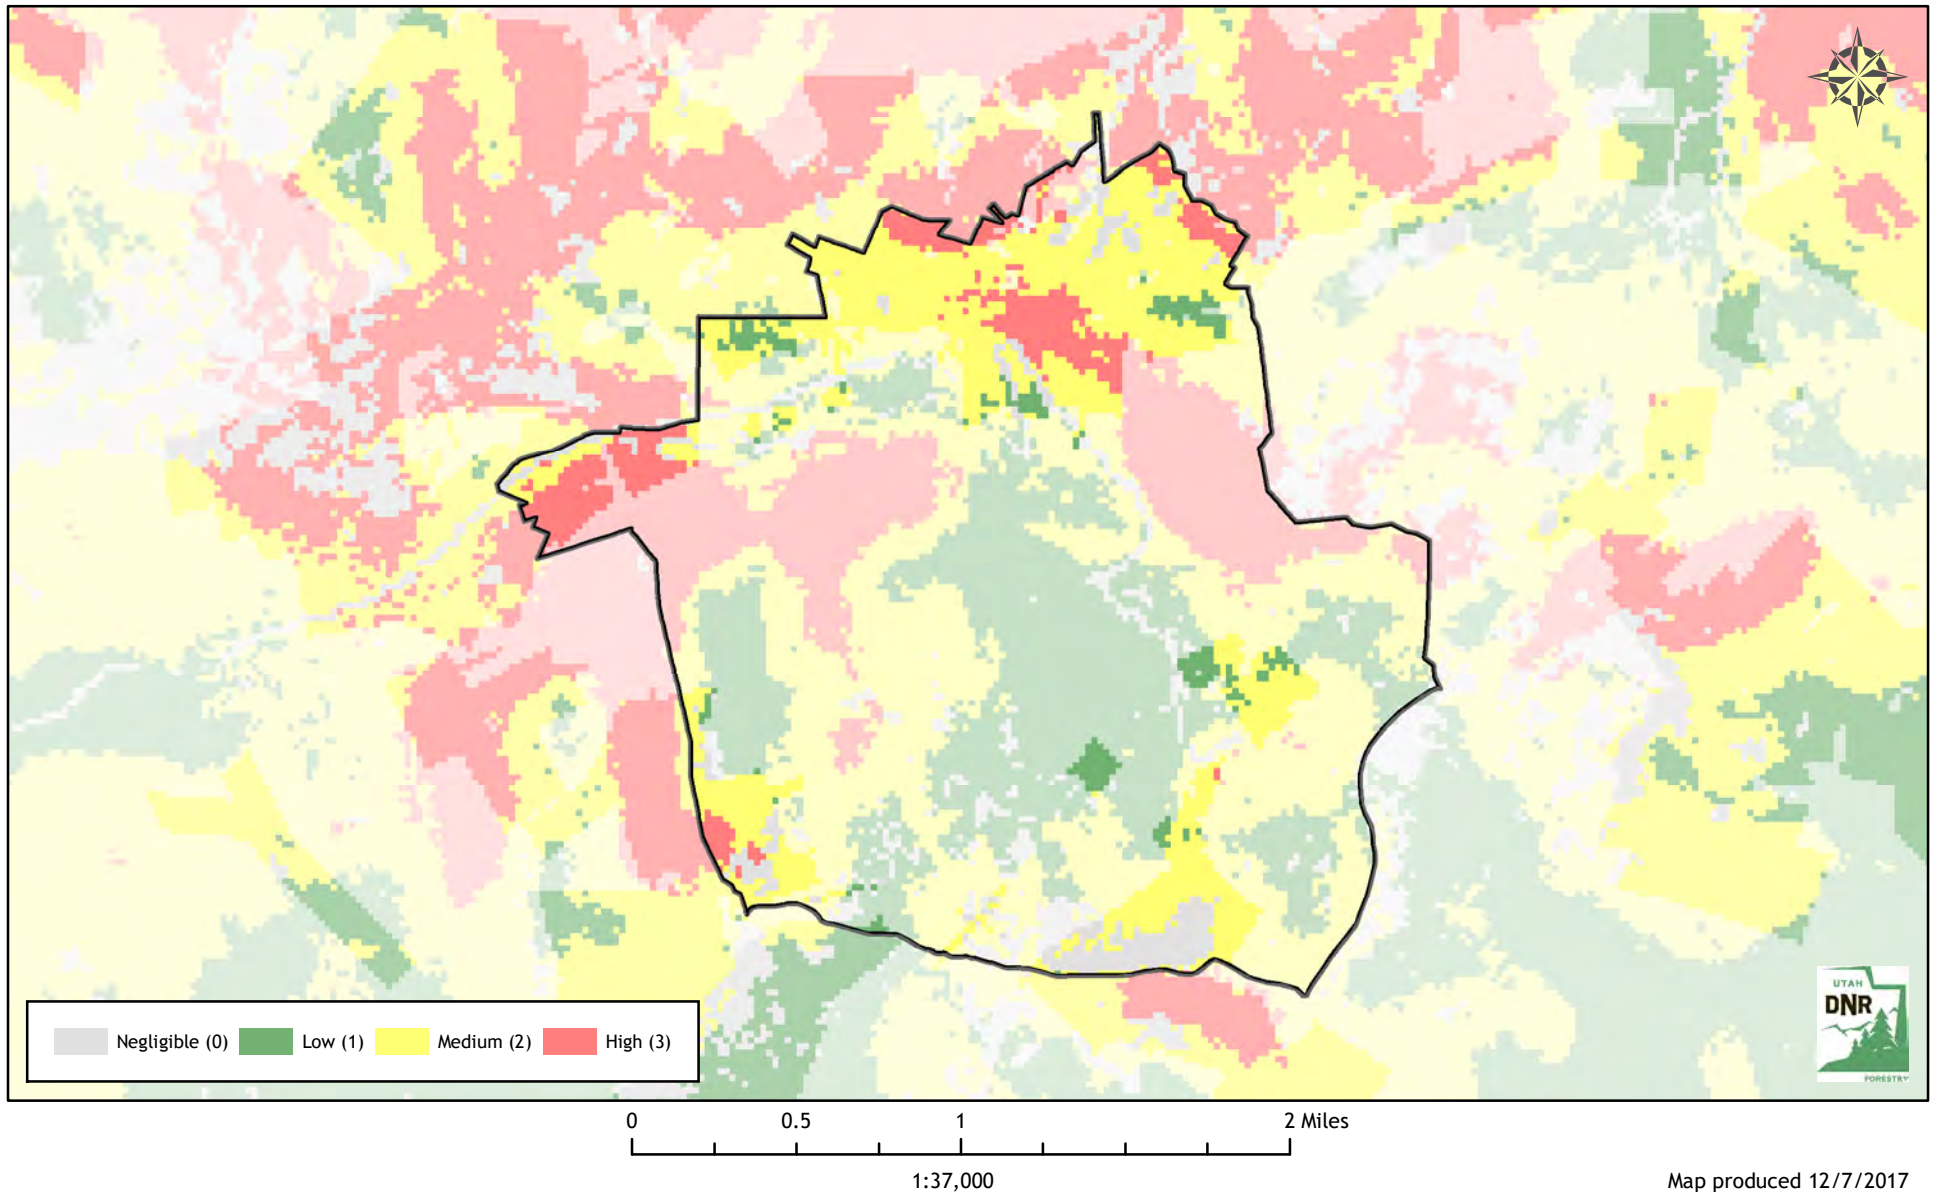 UTAH
DNR
FORESTRY
Negligible (0) Low (1) Medium (2) High (3)
0 0.5 1 2 Miles
1:37,000
Map produced 12/7/2017